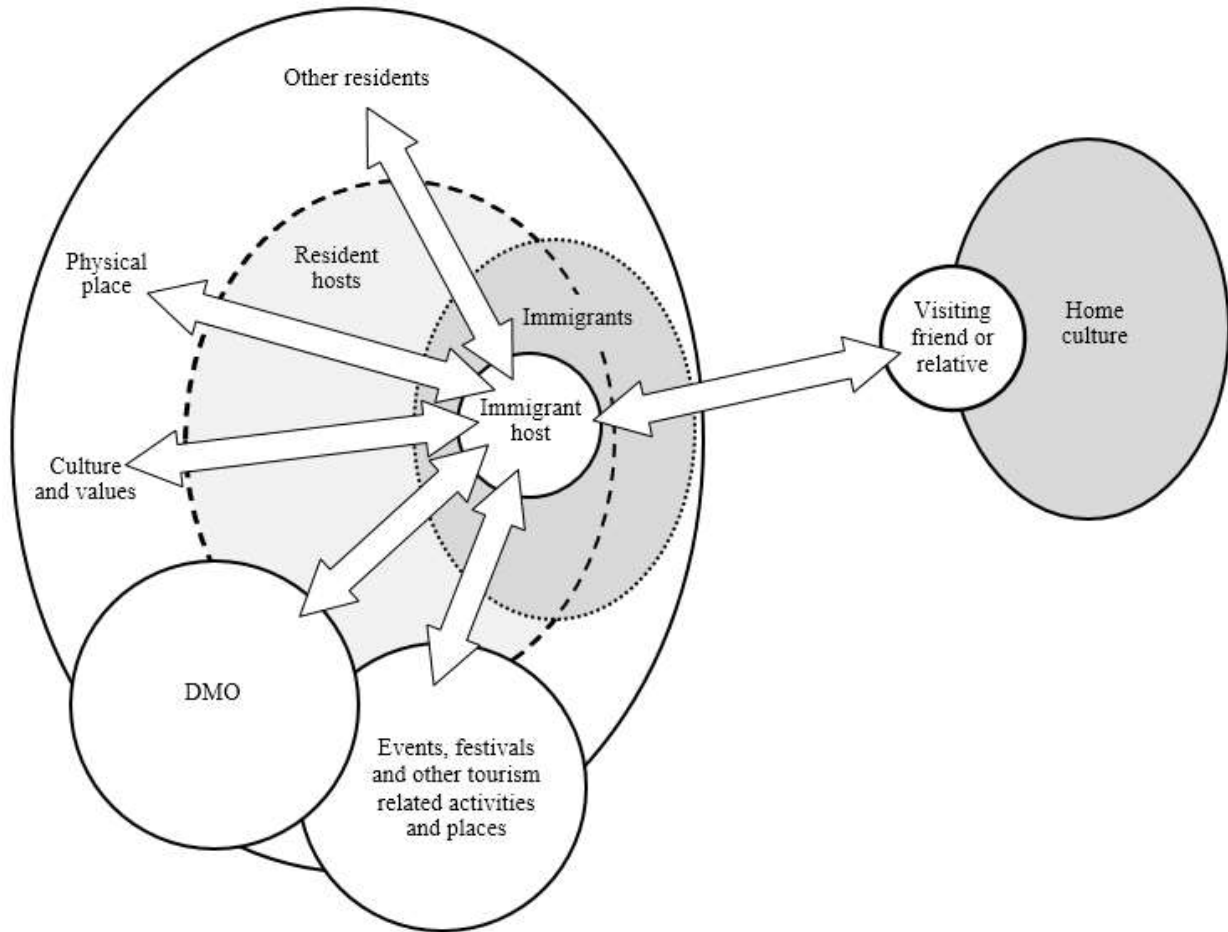 Other residents
Physical
place
Resident
hosts
Immigrants
Visiting
friend or
relative
Home
culture
Immigrant
host
Culture
and values
DMO
Events, festivals
and other tourism
related activities
and places